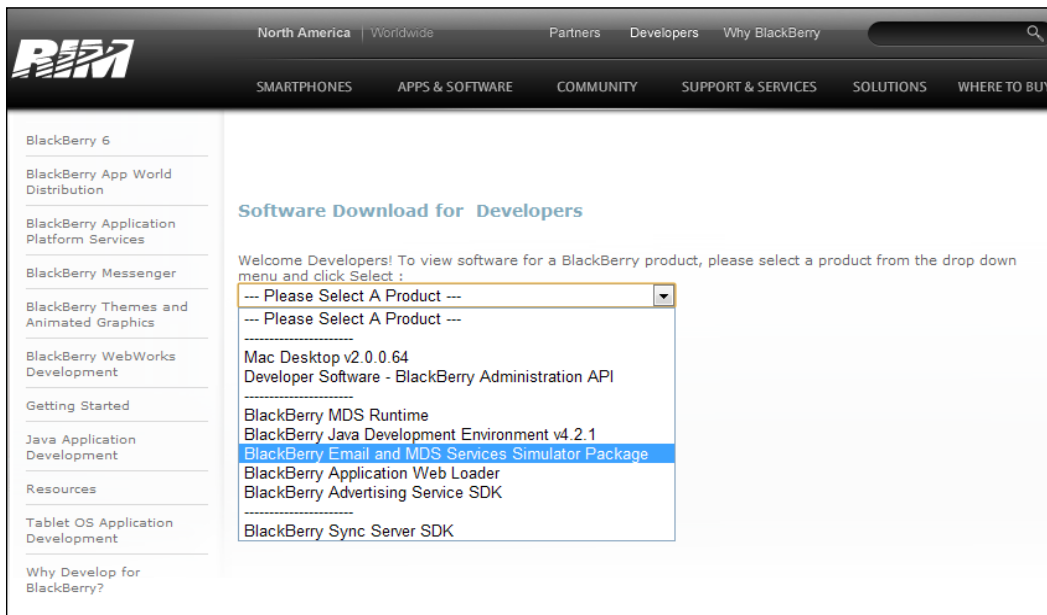 RIM
North America | Worldwide
Partners Developers Why BlackBerry
SMARTPHONES APPS & SOFTWARE COMMUNITY SUPPORT & SERVICES SOLUTIONS WHERE TO BUY
BlackBerry 6
BlackBerry App World
Distribution
BlackBerry Application
Platform Services
BlackBerry Messenger
BlackBerry Themes and
Animated Graphics
BlackBerry WebWorks
Development
Getting Started
Java Application
Development
Resources
Tablet OS Application
Development
Why Develop for
BlackBerry?
Software Download for Developers
Welcome Developers! To view software for a BlackBerry product, please select a product from the drop down
menu and click Select :
--- Please Select A Product ---
--- Please Select A Product ---
----------------------
Mac Desktop v2.0.0.64
Developer Software - BlackBerry Administration API
----------------------
BlackBerry MDS Runtime
BlackBerry Java Development Environment v4.2.1
BlackBerry Email and MDS Services Simulator Package
BlackBerry Application Web Loader
BlackBerry Advertising Service SDK
----------------------
BlackBerry Sync Server SDK